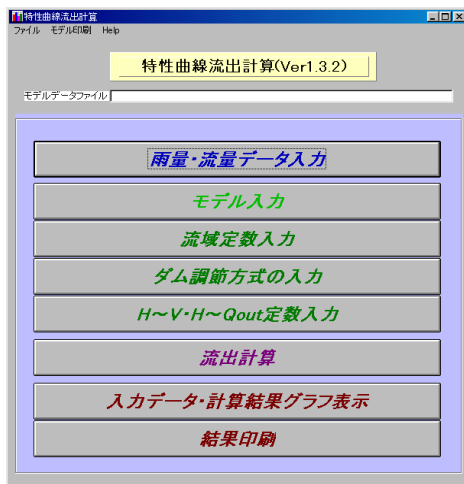 特性曲線流出計算
ファイル モデル印刷 Help
特性曲線流出計算(Ver1.3.2)
モデルデータファイル
雨量・流量データ入力
モデル入力
流域定数入力
ダム調節方式の入力
H～V・H～Qout定数入力
流出計算
入力データ・計算結果グラフ表示
結果印刷